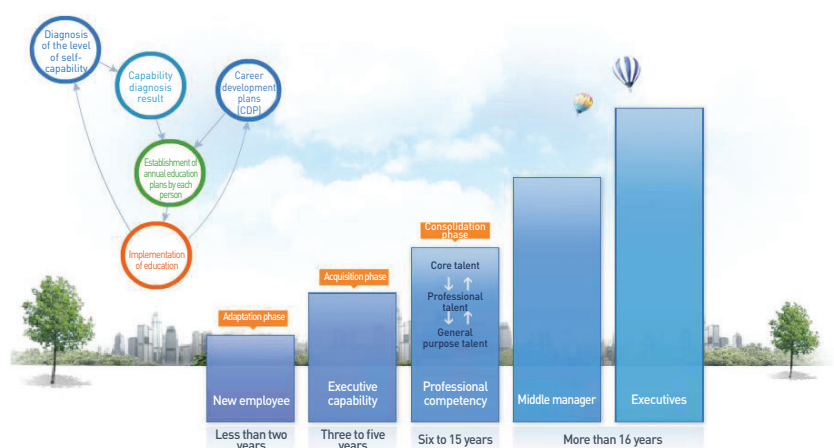 Diagnosis
of the level
of self-
capability
Capability
diagnosis
result
Career
development
plans
(CDP)
Establishment of
annual education
plans by each
person
Implementation
of education
Adaptation phase
Acquisition phase
Consolidation
phase
Core talent
Professional
talent
General
purpose talent
New employee
Executive
capability
Professional
competency
Middle manager
Executives
Less than two
years
Three to five
years
Six to 15 years
More than 16 years